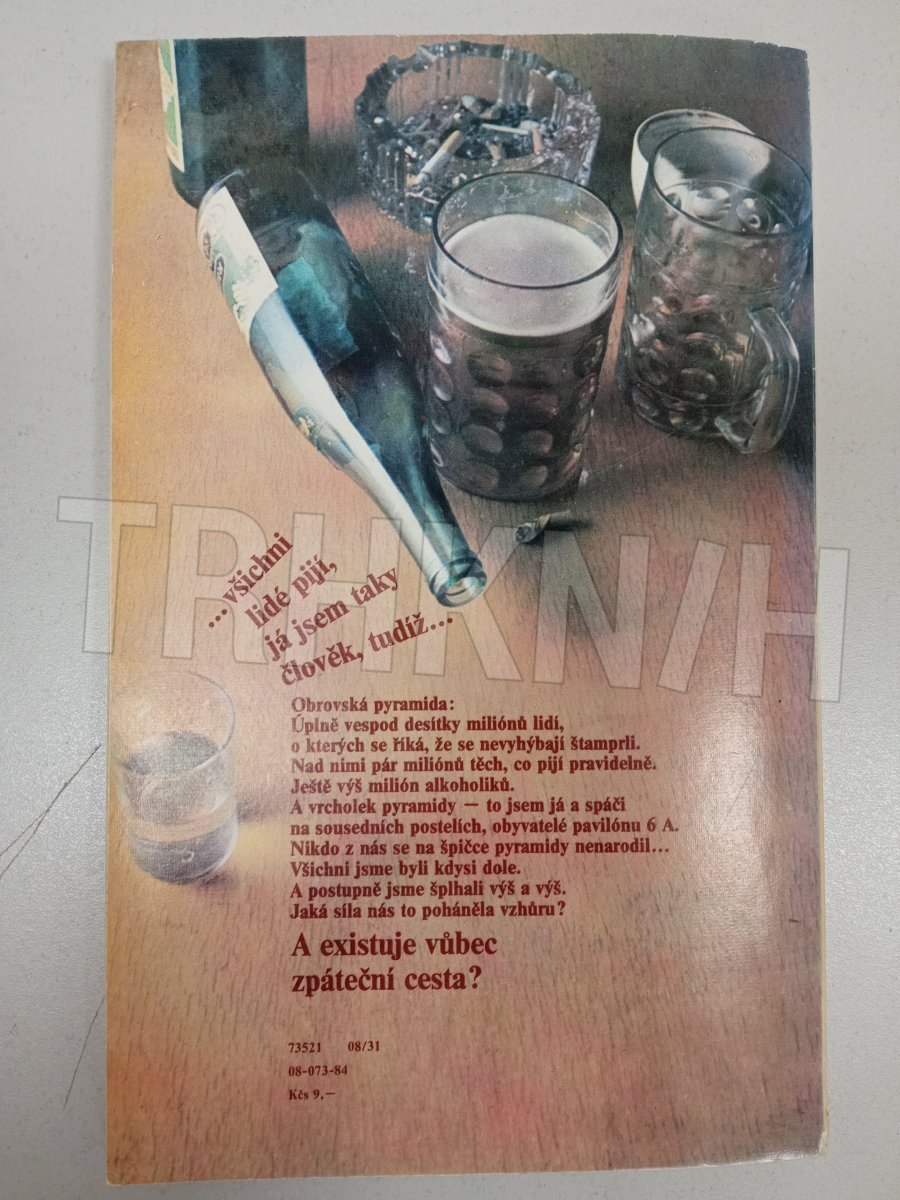 ...všichni
lidé pijí,
já jsem taky
člověk, tudíž...
Obrovská pyramida:
Úplně vespod desítky miliónů lidí,
o kterých se říká, že se nevyhýbají štamprli.
Nad nimi pár miliónů těch, co pijí pravidelně.
Ještě výš milión alkoholiků.
A vrcholek pyramidy — to jsem já a spáči
na sousedních postelích, obyvatelé pavilónu 6 A.
Nikdo z nás se na špičce pyramidy nenarodil...
Všichni jsme byli kdysi dole.
A postupně jsme šplhali výš a výš.
Jaká síla nás to poháněla vzhůru?
A existuje vůbec
zpáteční cesta?
73521 08/31
08-073-84
Kčs 9,—
TRHKN/H